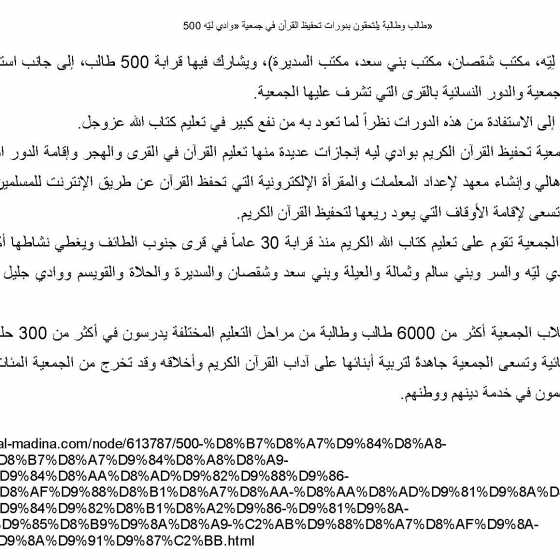 500 طالب وطالبة يلتحقون بدورات تحفيظ القرآن في جمعية «وادي ليّه»
ليّه، مكتب شقصان، مكتب بني سعد، مكتب السديرة)، ويشارك فيها قرابة 500 طالب، إلى جانب
جمعية والدور النسائية بالقرى التي تشرف عليها الجمعية.
إلى الاستفادة من هذه الدورات نظراً لما تعود به من نفع كبير في تعليم كتاب الله عزوجل.
تحفيظ القرآن الكريم بوادي ليه إنجازات عديدة منها تعليم القرآن في القرى والهجر وإقامة الدور
وإنشاء معهد لإعداد المعلمات والمقرأة الإلكترونية التي تحفظ القرآن عن طريق الإنترنت للمسلمين
تسعى لإقامة الأوقاف التي يعود ريعها لتحفيظ القرآن الكريم.
الجمعية تقوم على تعليم كتاب الله الكريم منذ قرابة 30 عاماً في قرى جنوب الطائف ويغطي نشاطها
ليّه والسر وبني سالم وثمالة والعيلة وبني سعد وشقصان والسديرة والحلاة والقويسم ووادي جليل
الجمعية أكثر من 6000 طالب وطالبة من مراحل التعليم المختلفة يدرسون في أكثر من 300
وتسعى الجمعية جاهدة لتربية أبنائها على آداب القرآن الكريم وأخلاقه وقد تخرج من الجمعية
في خدمة دينهم ووطنهم.
al-madina.com/node/613787/500-%D8%B7%D8%A7%D9%84%D8%A8-
D8%B7%D8%A7%D9%84%D8%A8%D8%A9-
D9%84%D8%AA%D8%AD%D9%82%D9%88%D9%86-
D8%AF%D9%88%D8%B1%D8%A7%D8%AA-%D8%AA%D8%AD%D9%81%D9%8A%D
D9%84%D9%82%D8%B1%D8%A2%D9%86-%D9%81%D9%8A-
D9%85%D8%B9%D9%8A%D8%A9-%C2%AB%D9%88%D8%A7%D8%AF%D9%8A-
D9%8A%D9%91%D9%87%C2%BB.html